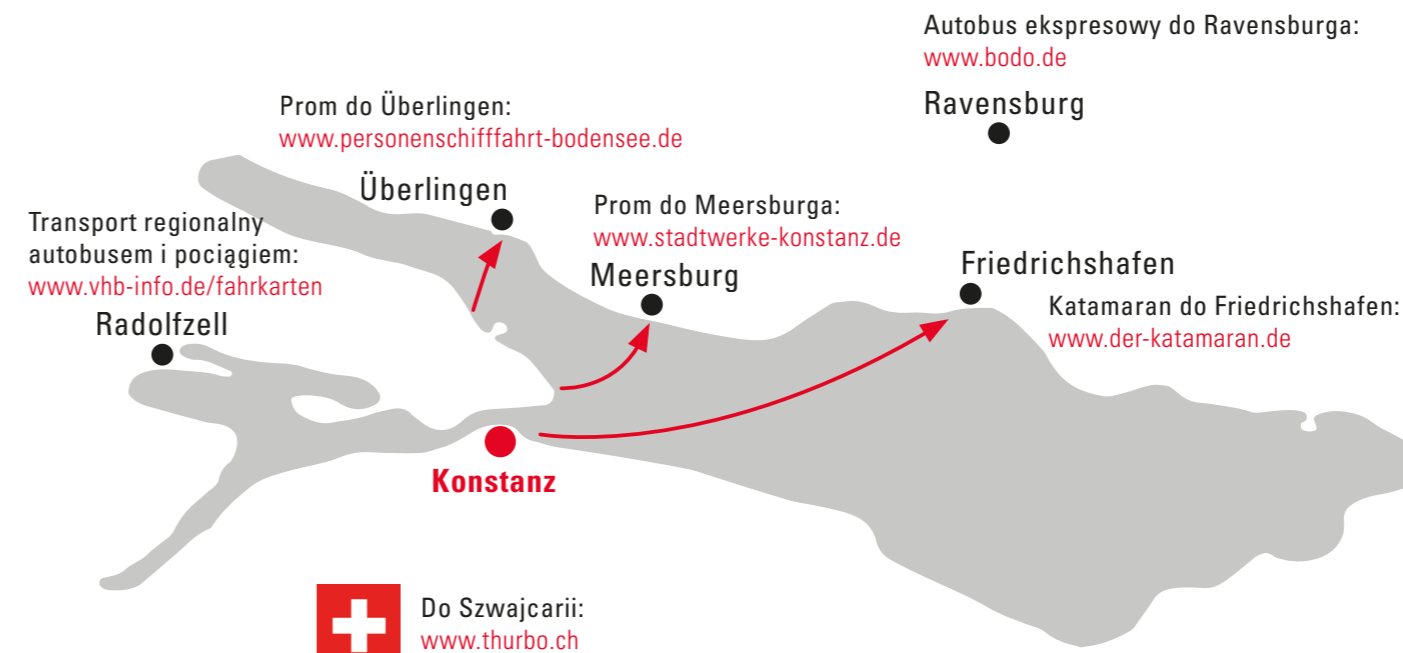 Autobus ekspresowy do Ravensburga:
www.bodo.de
Ravensburg
Prom do Überlingen:
www.personenschifffahrt-bodensee.de
Überlingen
Prom do Meersburga:
www.stadtwerke-konstanz.de
Meersburg
Transport regionalny
autobusem i pociągiem:
www.vhb-info.de/fahrkarten
Radolfzell
Friedrichshafen
Katamaran do Friedrichshafen:
www.der-katamaran.de
Konstanz
Do Szwajcarii:
www.thurbo.ch